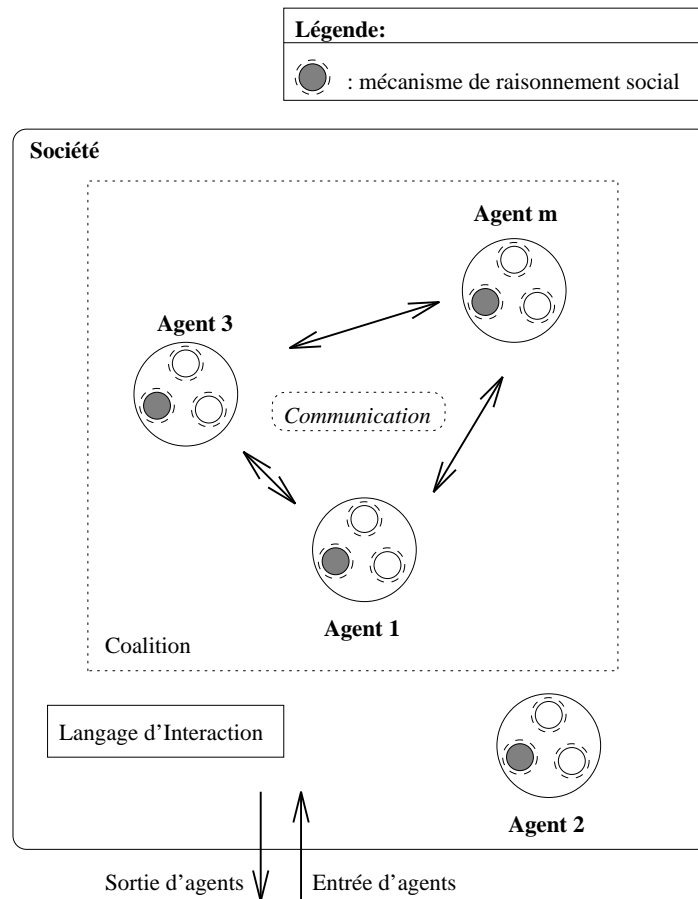 Légende:
: mécanisme de raisonnement social
Société
Agent m
Agent 3
Communication
Agent 1
Coalition
Langage d’Interaction
Agent 2
Sortie d’agents
Entrée d’agents